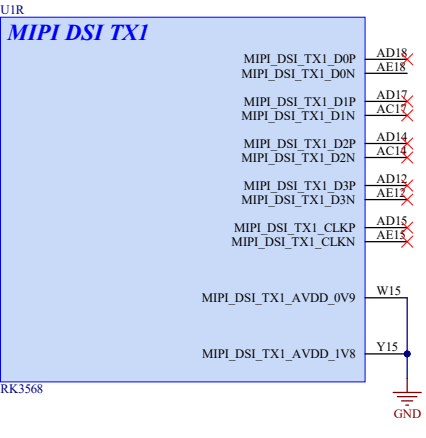 U1R
MIPI DSI TX1
MIPI_DSI_TX1_D0P AD18
MIPI_DSI_TX1_D0N AE18
MIPI_DSI_TX1_D1P AD17
MIPI_DSI_TX1_D1N AC17
MIPI_DSI_TX1_D2P AD14
MIPI_DSI_TX1_D2N AC14
MIPI_DSI_TX1_D3P AD12
MIPI_DSI_TX1_D3N AE12
MIPI_DSI_TX1_CLKP AD15
MIPI_DSI_TX1_CLKN AE15
MIPI_DSI_TX1_AVDD_0V9 W15
MIPI_DSI_TX1_AVDD_1V8 Y15
RK3568
GND